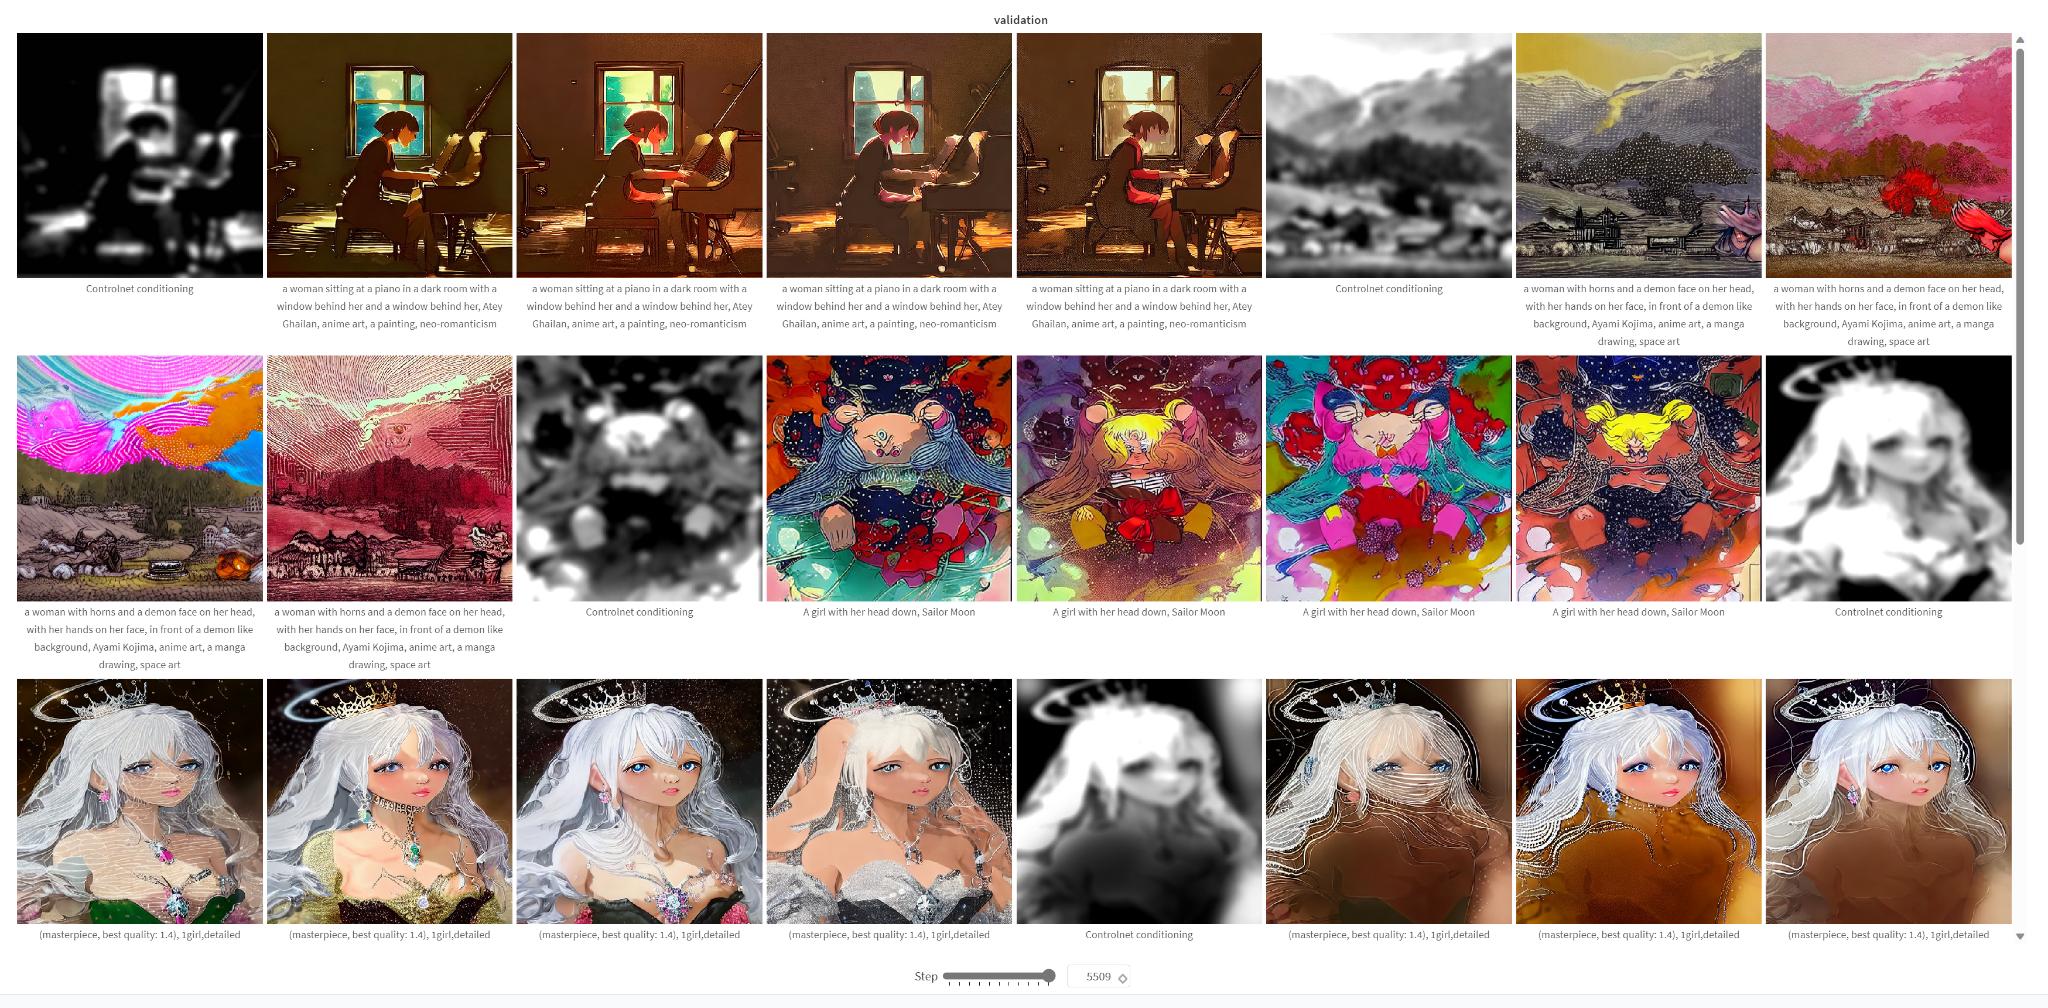 validation
Controlnet conditioning
a woman sitting at a piano in a dark room with a
window behind her and a window behind her, Atey
Ghailan, anime art, a painting, neo-romanticism
a woman sitting at a piano in a dark room with a
window behind her and a window behind her, Atey
Ghailan, anime art, a painting, neo-romanticism
a woman sitting at a piano in a dark room with a
window behind her and a window behind her, Atey
Ghailan, anime art, a painting, neo-romanticism
a woman sitting at a piano in a dark room with a
window behind her and a window behind her, Atey
Ghailan, anime art, a painting, neo-romanticism
Controlnet conditioning
a woman with horns and a demon face on her head,
with her hands on her face, in front of a demon like
background, Ayami Kojima, anime art, a manga
drawing, space art
a woman with horns and a demon face on her head,
with her hands on her face, in front of a demon like
background, Ayami Kojima, anime art, a manga
drawing, space art
a woman with horns and a demon face on her head,
with her hands on her face, in front of a demon like
background, Ayami Kojima, anime art, a manga
drawing, space art
a woman with horns and a demon face on her head,
with her hands on her face, in front of a demon like
background, Ayami Kojima, anime art, a manga
drawing, space art
Controlnet conditioning
A girl with her head down, Sailor Moon
A girl with her head down, Sailor Moon
A girl with her head down, Sailor Moon
A girl with her head down, Sailor Moon
Controlnet conditioning
(masterpiece, best quality: 1.4), 1girl,detailed
(masterpiece, best quality: 1.4), 1girl,detailed
(masterpiece, best quality: 1.4), 1girl,detailed
(masterpiece, best quality: 1.4), 1girl,detailed
Controlnet conditioning
(masterpiece, best quality: 1.4), 1girl,detailed
(masterpiece, best quality: 1.4), 1girl,detailed
(masterpiece, best quality: 1.4), 1girl,detailed
Step 5509